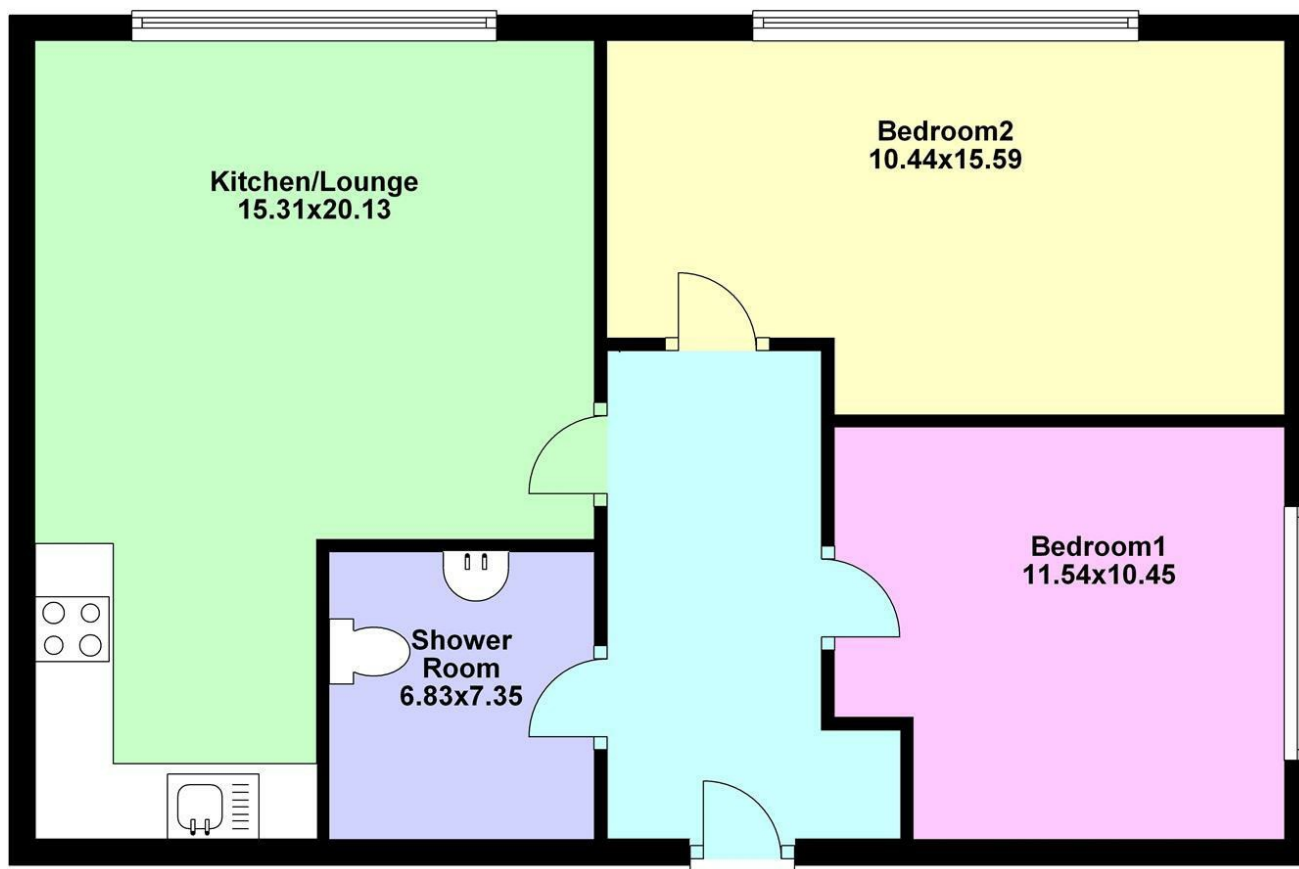 Kitchen/Lounge
15.31x20.13
Bedroom2
10.44x15.59
Shower
Room
6.83x7.35
Bedroom1
11.54x10.45